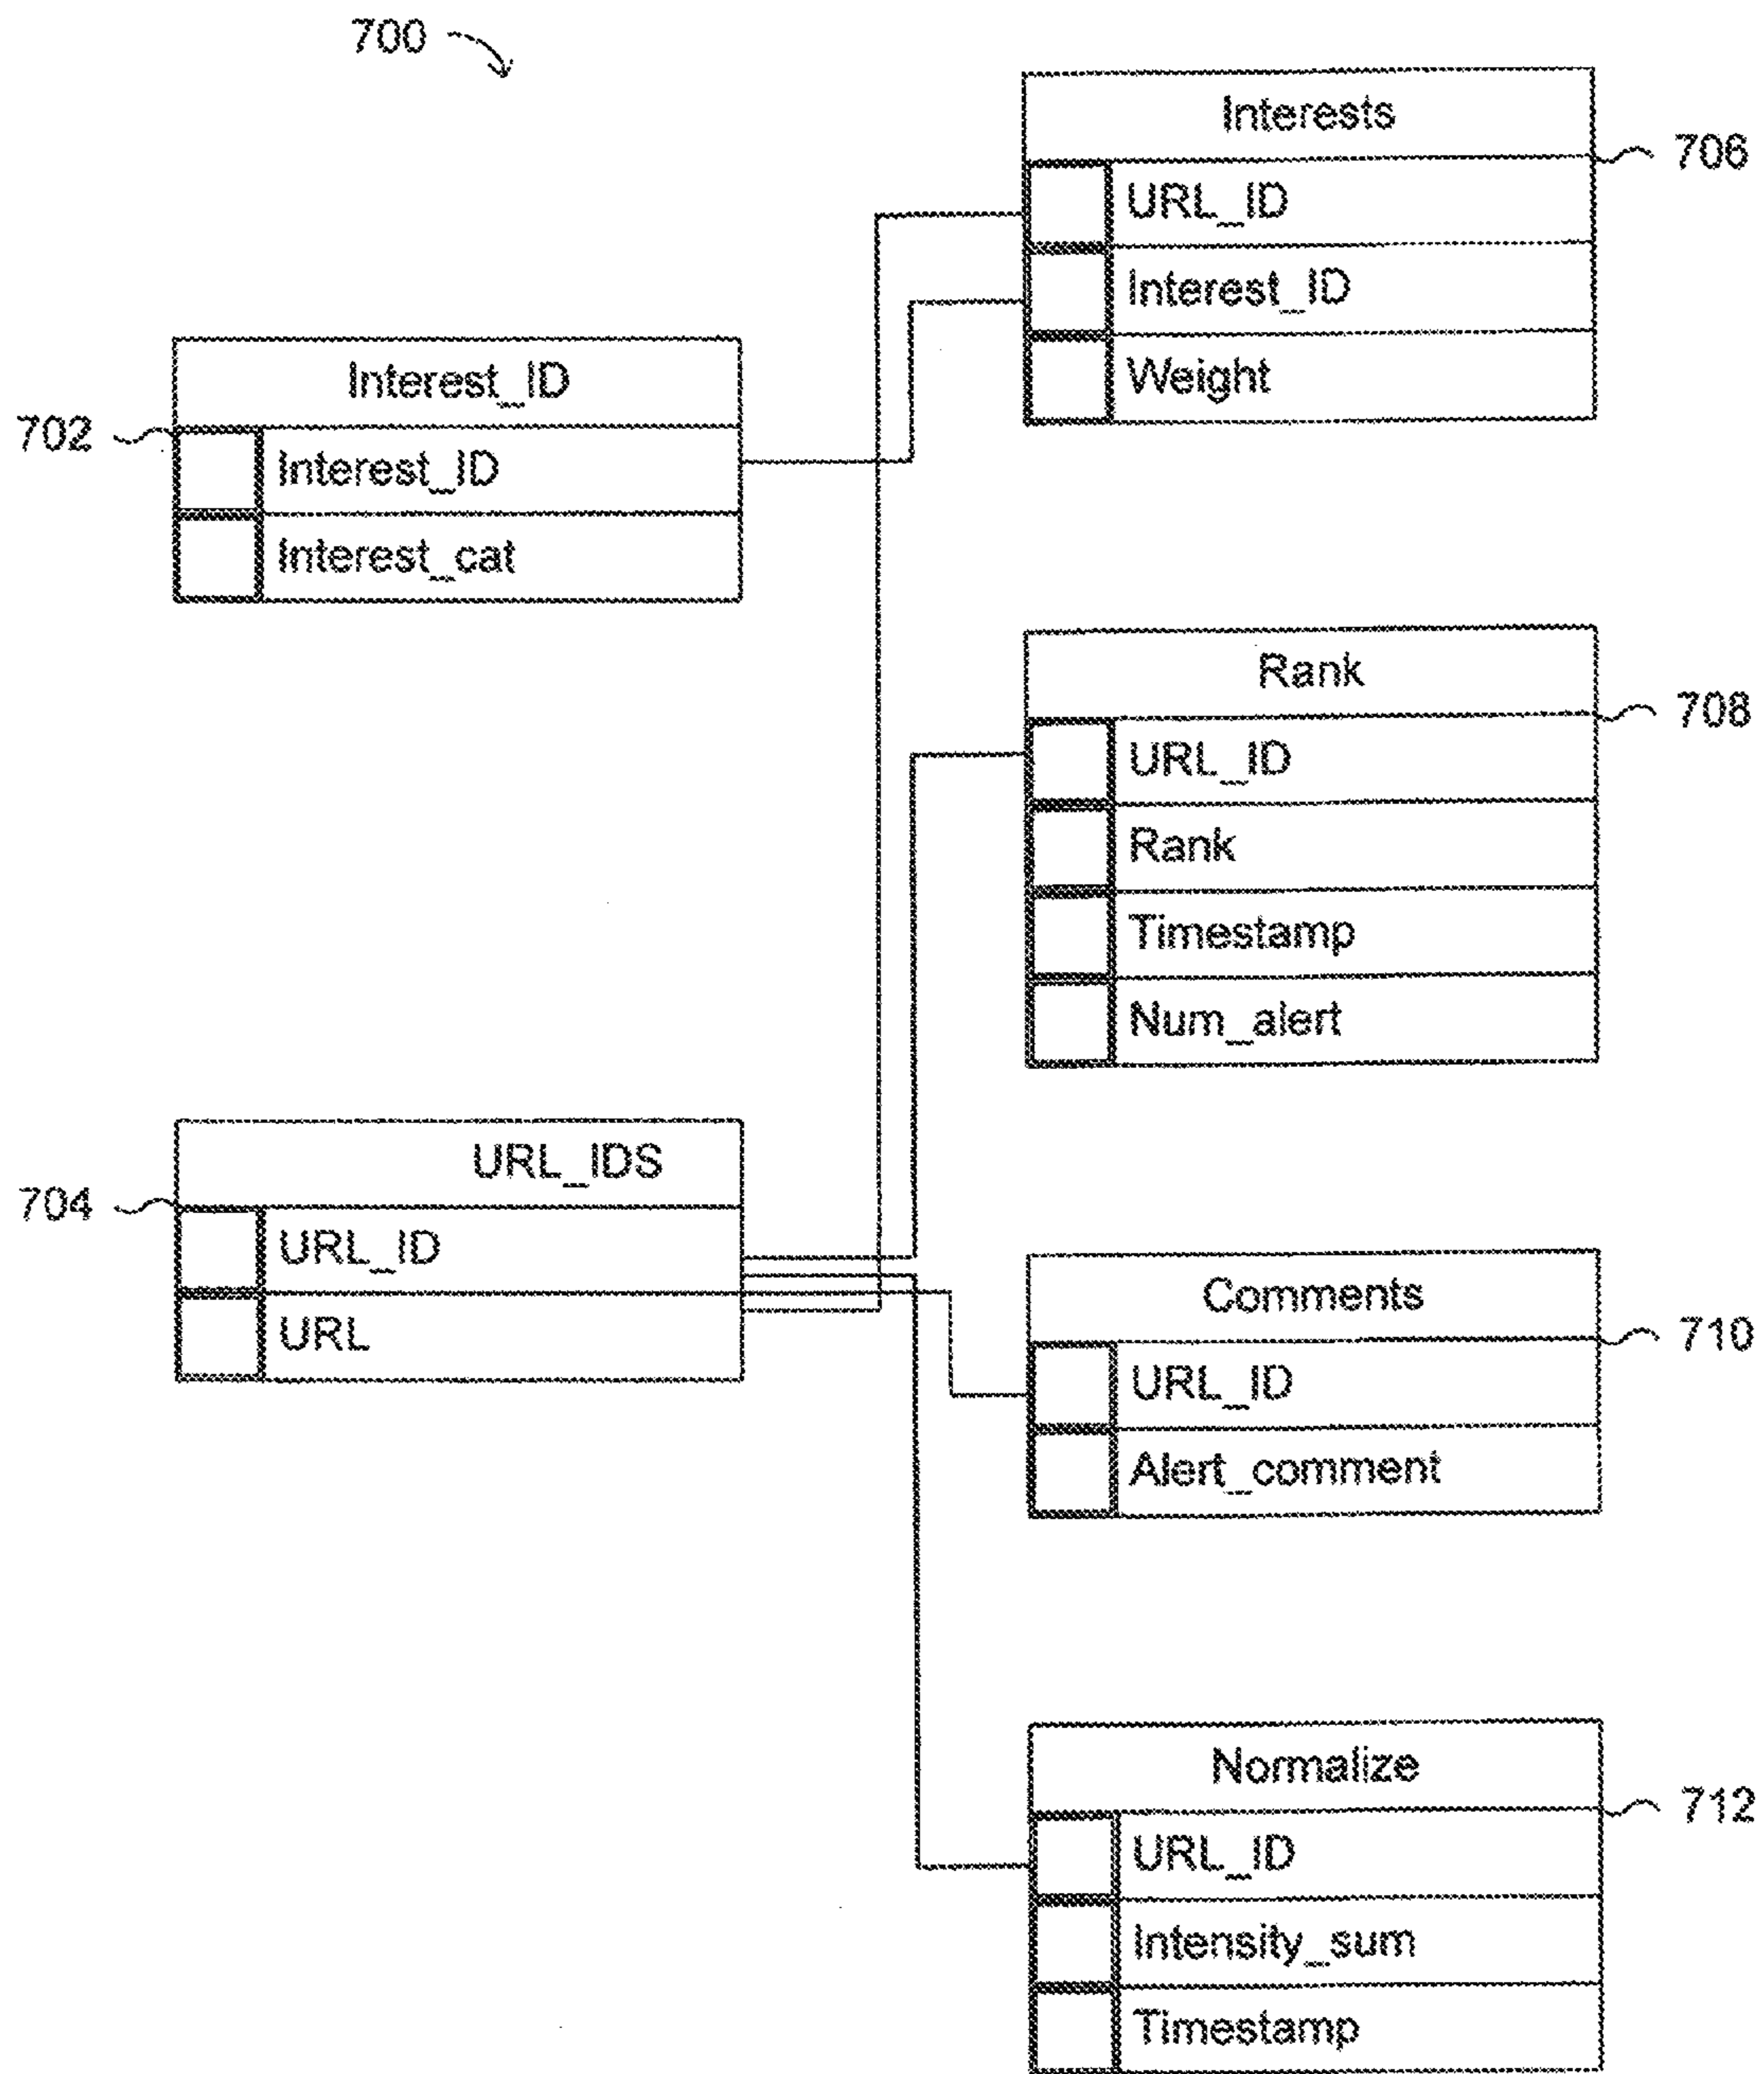 700
Interests
706
URL_ID
Interest_ID
Weight
Interest_ID
702
Interest_ID
Interest_cat
Rank
708
URL_ID
Rank
Timestamp
Num_alert
URL_IDS
704
URL_ID
URL
Comments
710
URL_ID
Alert_comment
Normalize
712
URL_ID
Intensity_sum
Timestamp